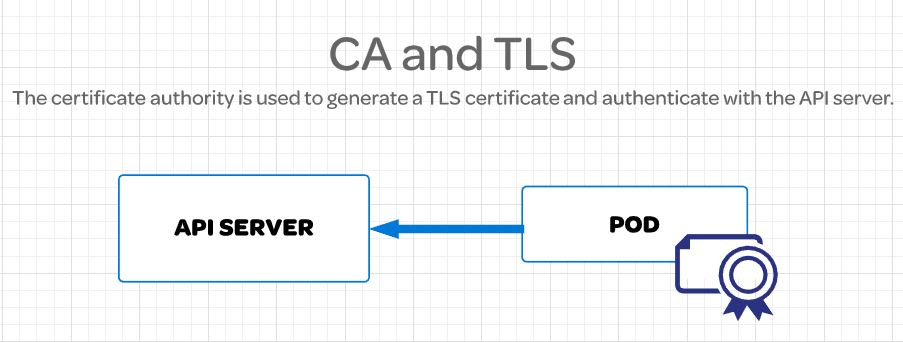 CA and TLS
The certificate authority is used to generate a TLS certificate and authenticate with the API server.
API SERVER
POD